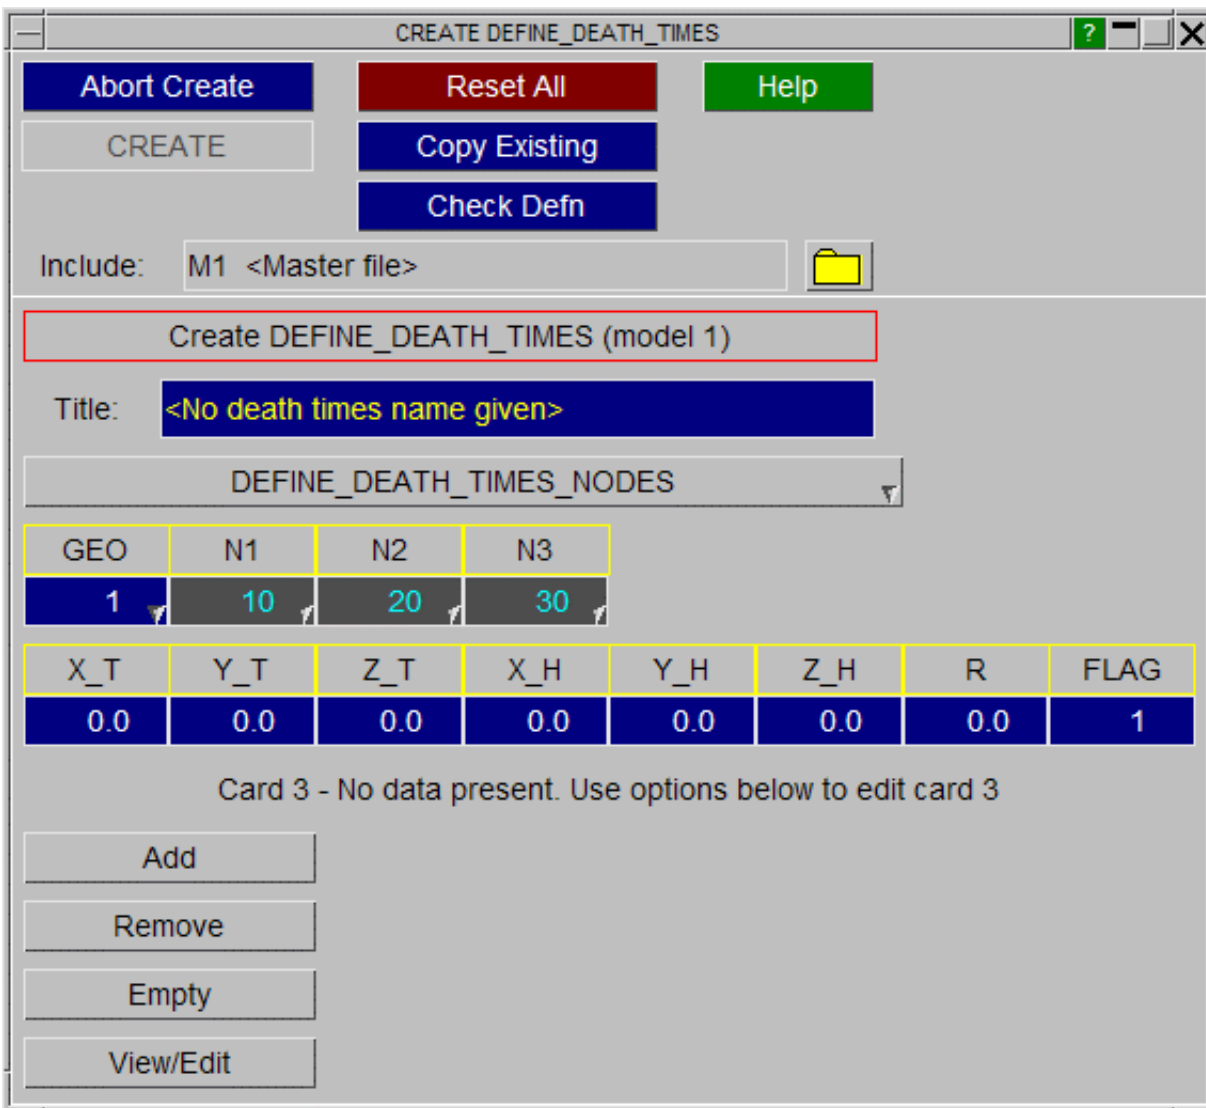 CREATE DEFINE_DEATH_TIMES ?
Abort Create Reset All Help
CREATE Copy Existing
Check Defn
Include: M1 <Master file>
Create DEFINE_DEATH_TIMES (model 1)
Title: <No death times name given>
DEFINE_DEATH_TIMES_NODES
GEO N1 N2 N3
1 10 20 30
X_T Y_T Z_T X_H Y_H Z_H R FLAG
0.0 0.0 0.0 0.0 0.0 0.0 0.0 1
Card 3 - No data present. Use options below to edit card 3
Add
Remove
Empty
View/Edit